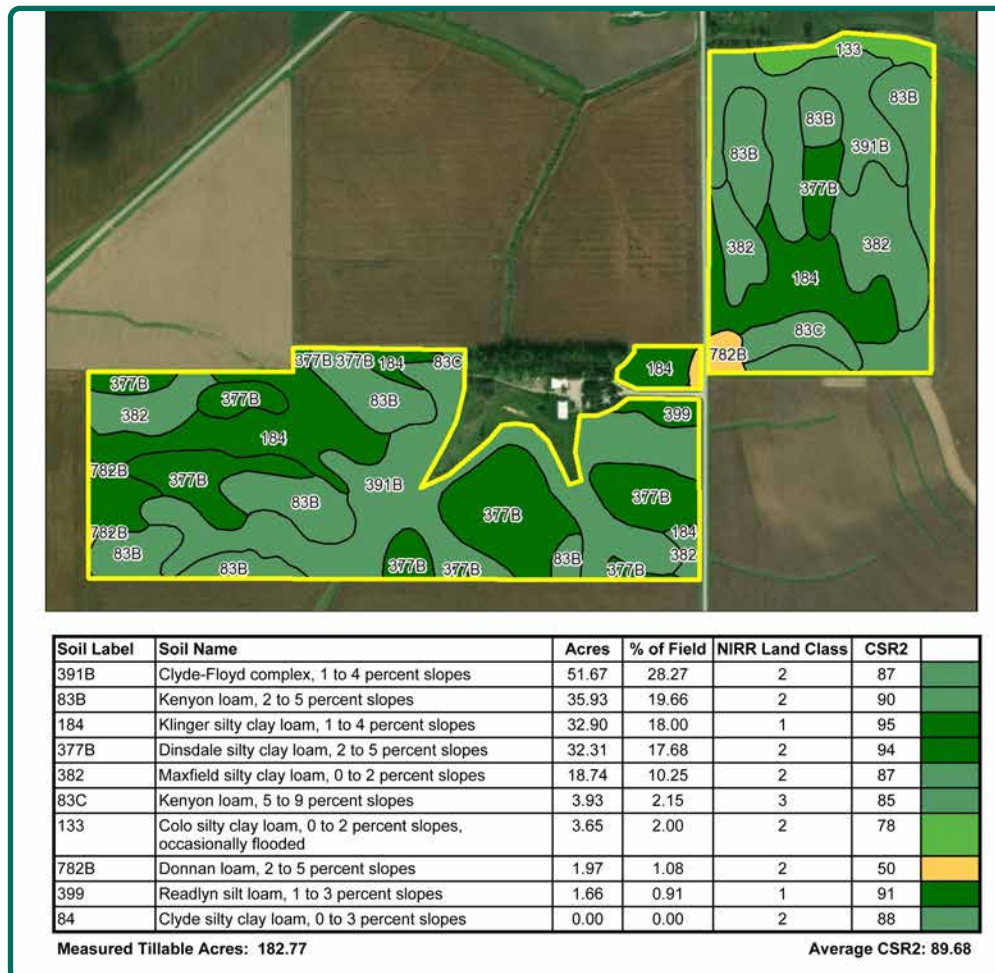 133
83B
83B
83B
391B
377B
382
382
184
83C
782B
377B 377B 184 83C
184
377B
83B
377B
382
399
184
782B
377B
391B
83B
377B
377B
782B
184
83B
83B
382
83B
377B
377B
377B
Soil Label Soil Name Acres % of Field NIRR Land Class CSR2
391B Clyde-Floyd complex, 1 to 4 percent slopes 51.67 28.27 2 87
83B Kenyon loam, 2 to 5 percent slopes 35.93 19.66 2 90
184 Klinger silty clay loam, 1 to 4 percent slopes 32.90 18.00 1 95
377B Dinsdale silty clay loam, 2 to 5 percent slopes 32.31 17.68 2 94
382 Maxfield silty clay loam, 0 to 2 percent slopes 18.74 10.25 2 87
83C Kenyon loam, 5 to 9 percent slopes 3.93 2.15 3 85
133 Colo silty clay loam, 0 to 2 percent slopes, 3.65 2.00 2 78
occasionally flooded
782B Donnan loam, 2 to 5 percent slopes 1.97 1.08 2 50
399 Readlyn silt loam, 1 to 3 percent slopes 1.66 0.91 1 91
84 Clyde silty clay loam, 0 to 3 percent slopes 0.00 0.00 2 88
Measured Tillable Acres: 182.77 Average CSR2: 89.68